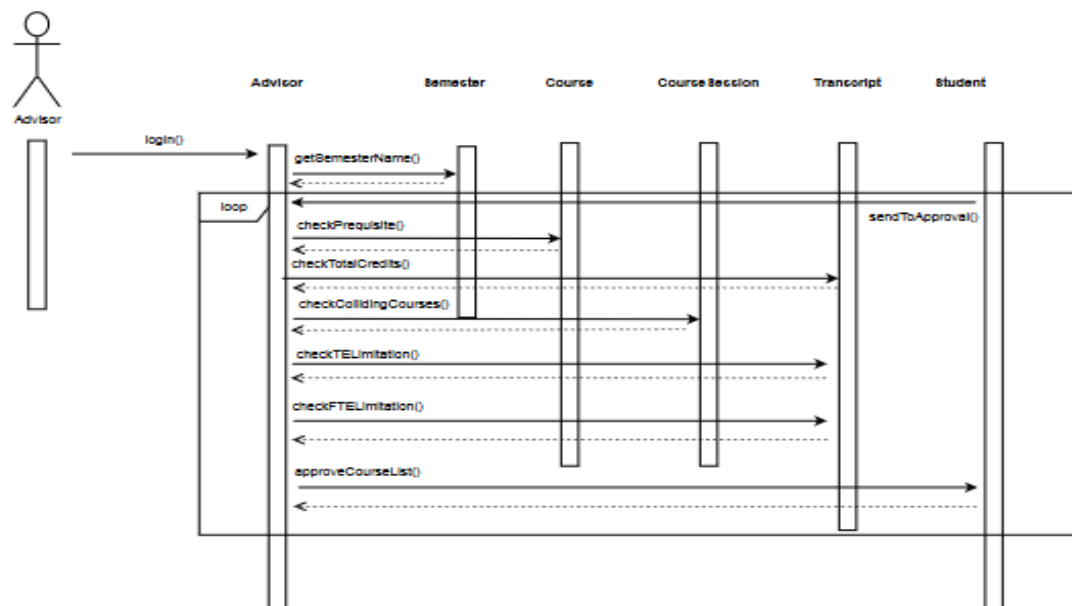 Advisor Semester Course CourseSession Transcript Student
Advisor
login()
getSemesterName()
loop
sendToApproval()
checkPrequisite()
checkTotalCredits()
checkCollidingCourses()
checkTELimitation()
checkFTELimitation()
approveCourseList()